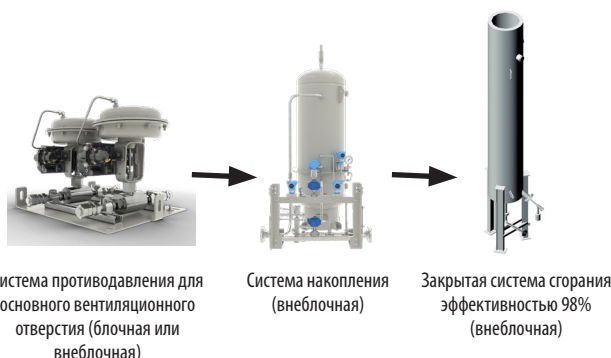 истема противодавления для
основного вентиляционного
отверстия (блочная или
внеблочная)
Система накопления
(внеблочная)
Закрытая система сгорания
эффективностью 98%
(внеблочная)